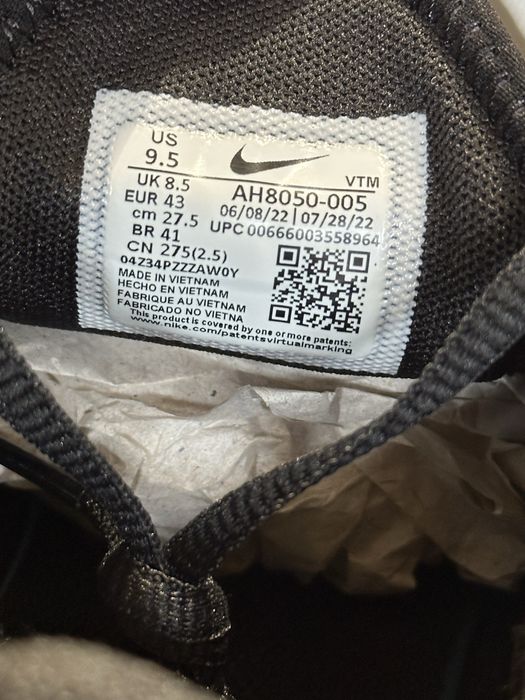 US
9.5
VTM
UK 8.5
AH8050-005
EUR 43
06/08/22 | 07/28/22
cm 27.5
UPC 00666003558964
BR 41
CN 275(2.5)
04Z34PZZZAW0Y
MADE IN VIETNAM
HECHO EN VIETNAM
FABRIQUE AU VIETNAM
FABRICADO NO VIETNA
This product is covered by one or more patents:
www.nike.com/patentsvirtualmarking